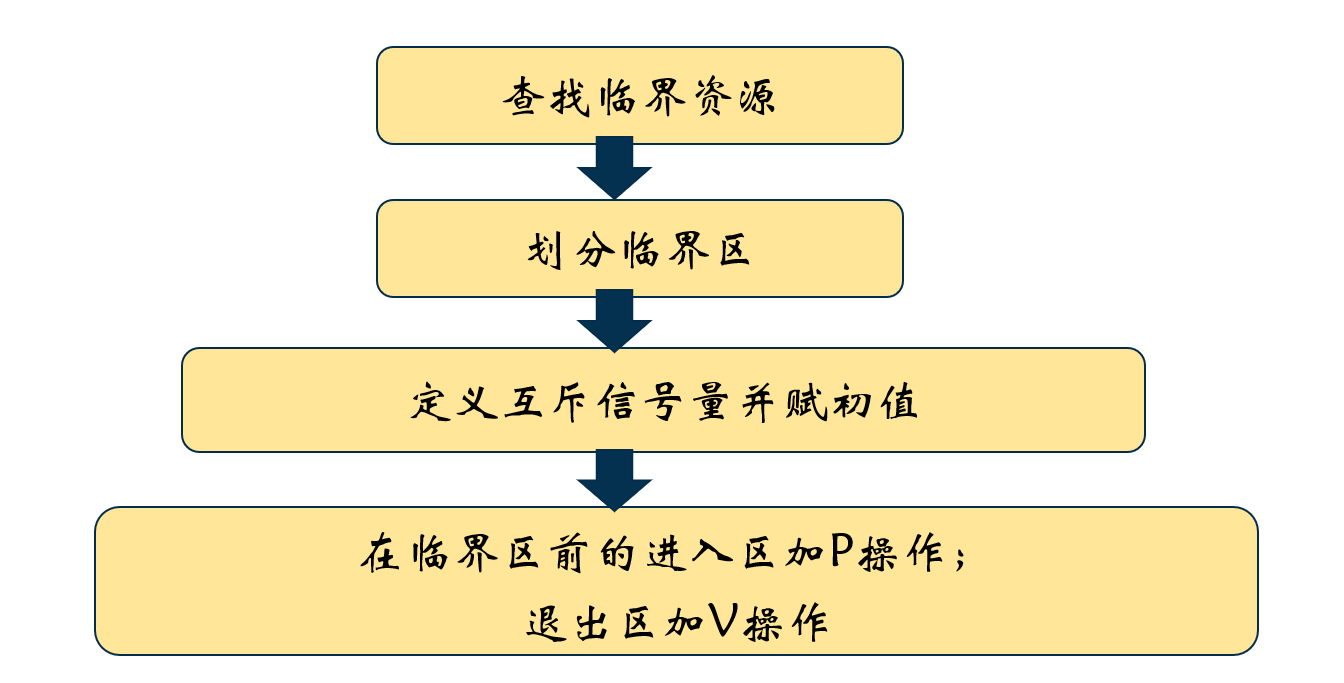 查找临界资源
划分临界区
定义互斥信号量并赋初值
在临界区前的进入区加P操作；
退出区加V操作